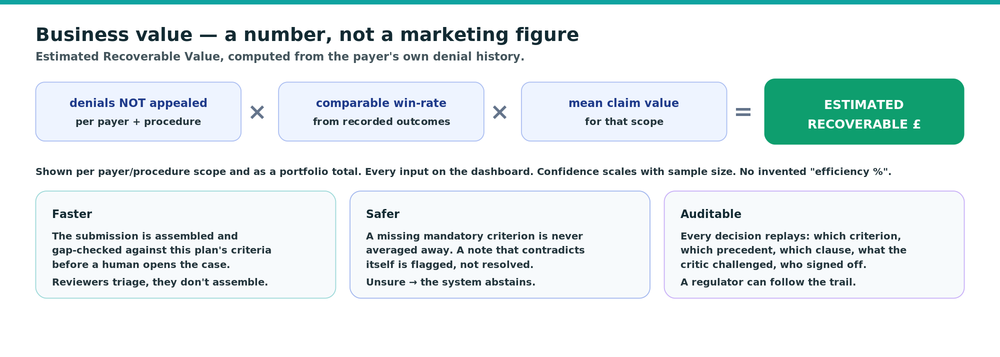 Business value — a number, not a marketing figure
Estimated Recoverable Value, computed from the payer's own denial history.
denials NOT appealed
per payer + procedure
×
comparable win-rate
from recorded outcomes
×
mean claim value
for that scope
=
ESTIMATED
RECOVERABLE £
Shown per payer/procedure scope and as a portfolio total. Every input on the dashboard. Confidence scales with sample size. No invented "efficiency %".
Faster
The submission is assembled and
gap-checked against this plan's criteria
before a human opens the case.
Reviewers triage, they don't assemble.
Safer
A missing mandatory criterion is never
averaged away. A note that contradicts
itself is flagged, not resolved.
Unsure → the system abstains.
Auditable
Every decision replays: which criterion,
which precedent, which clause, what the
critic challenged, who signed off.
A regulator can follow the trail.